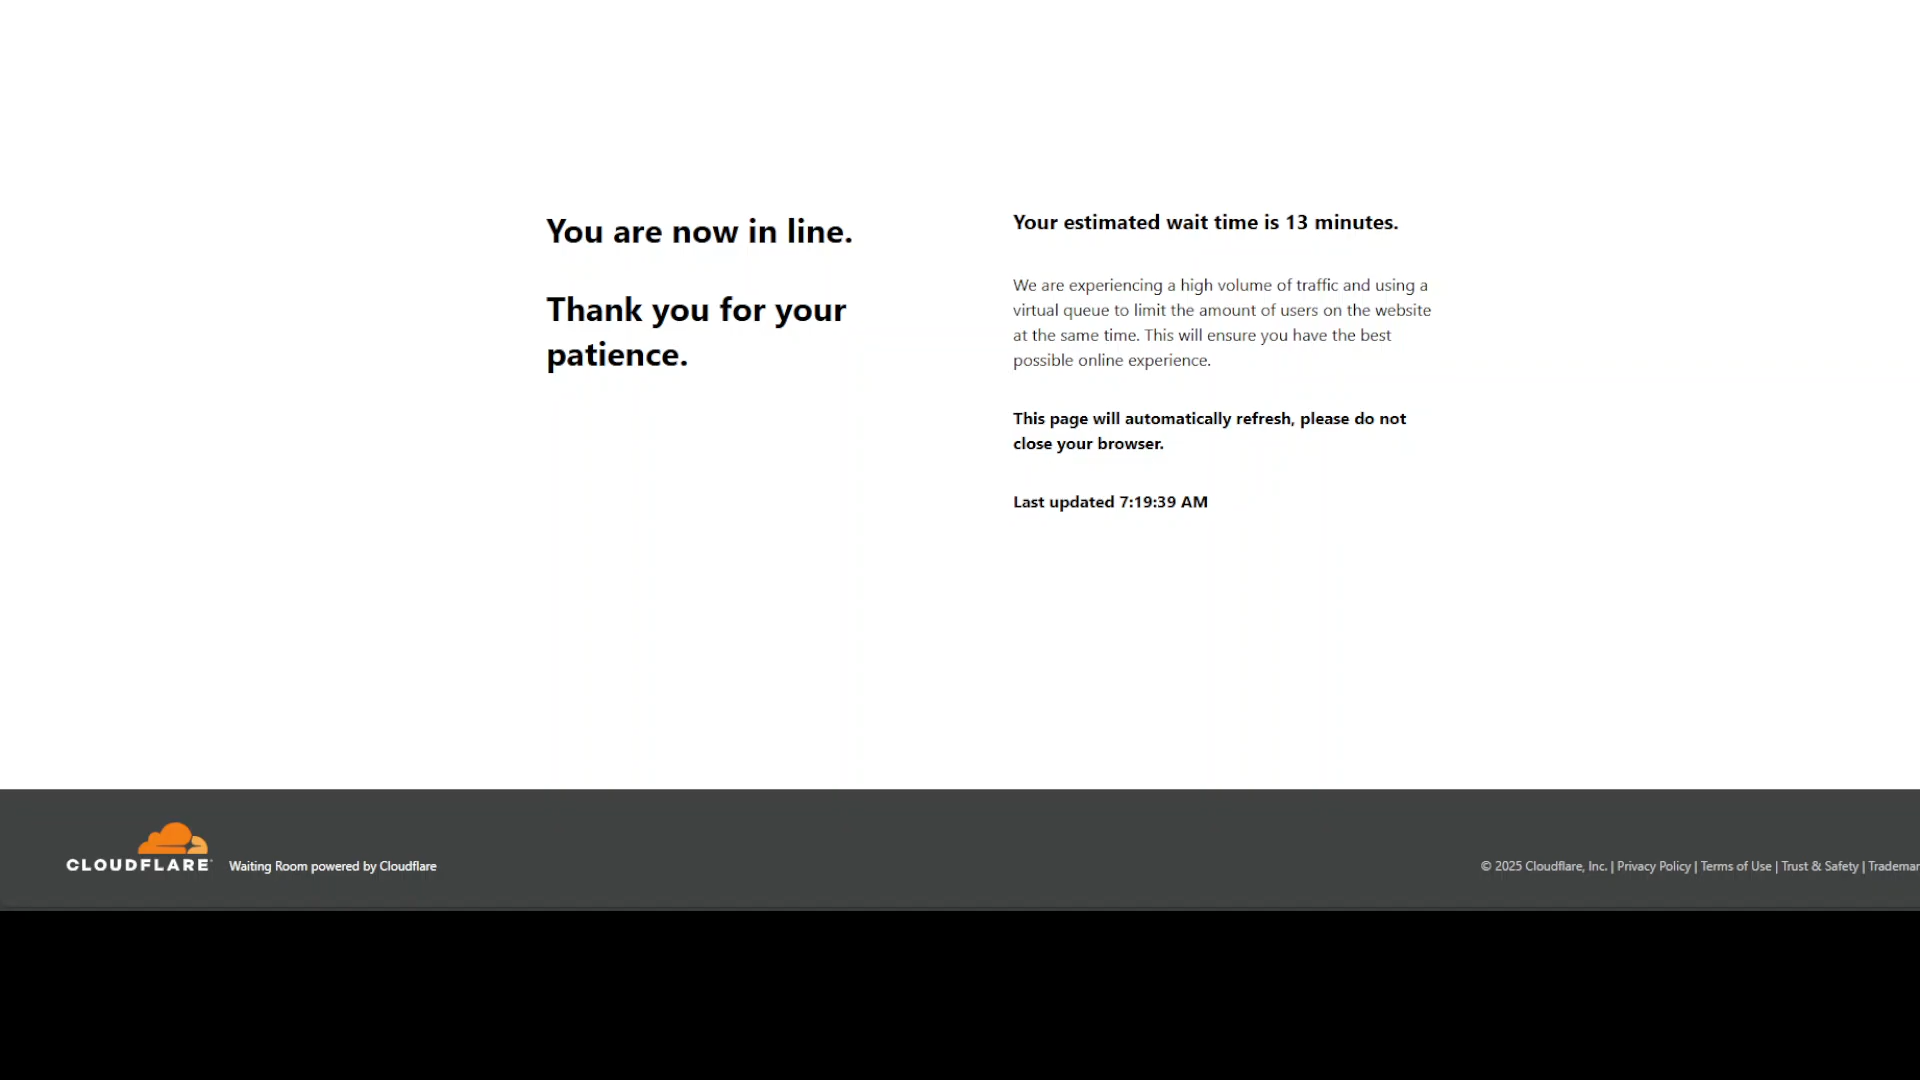 You are now in line.
Thank you for your
patience.
Your estimated wait time is 13 minutes.
We are experiencing a high volume of traffic and using a
virtual queue to limit the amount of users on the website
at the same time. This will ensure you have the best
possible online experience.
This page will automatically refresh, please do not
close your browser.
Last updated 7:19:39 AM
CLOUDFLARE
Waiting Room powered by Cloudflare
© 2025 Cloudflare, Inc. | Privacy Policy | Terms of Use | Trust & Safety | Trademar